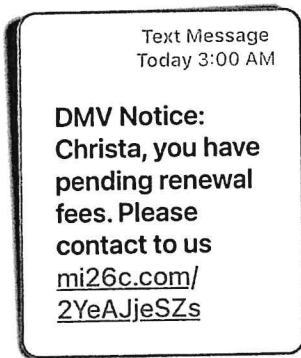 Text Message
Today 3:00 AM
DMV Notice:
Christa, you have
pending renewal
fees. Please
contact to us
mi26c.com/
2YeAJjeSZs